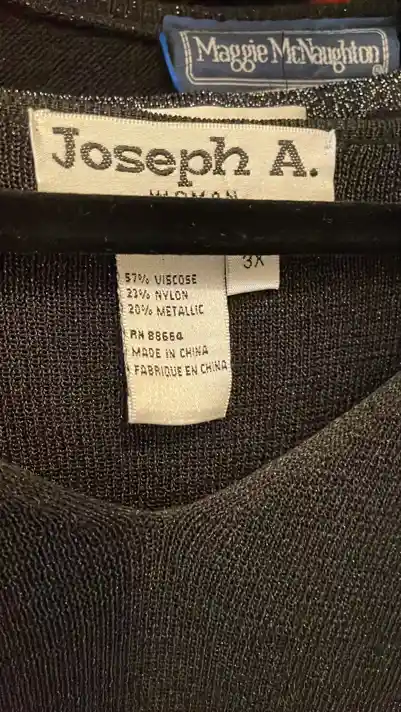 Maggie McNaughton
®
Joseph A.
WOMAN
3X
57% VISCOSE
23% NYLON
20% METALLIC
RN 88664
MADE IN CHINA
FABRIQUE EN CHINA